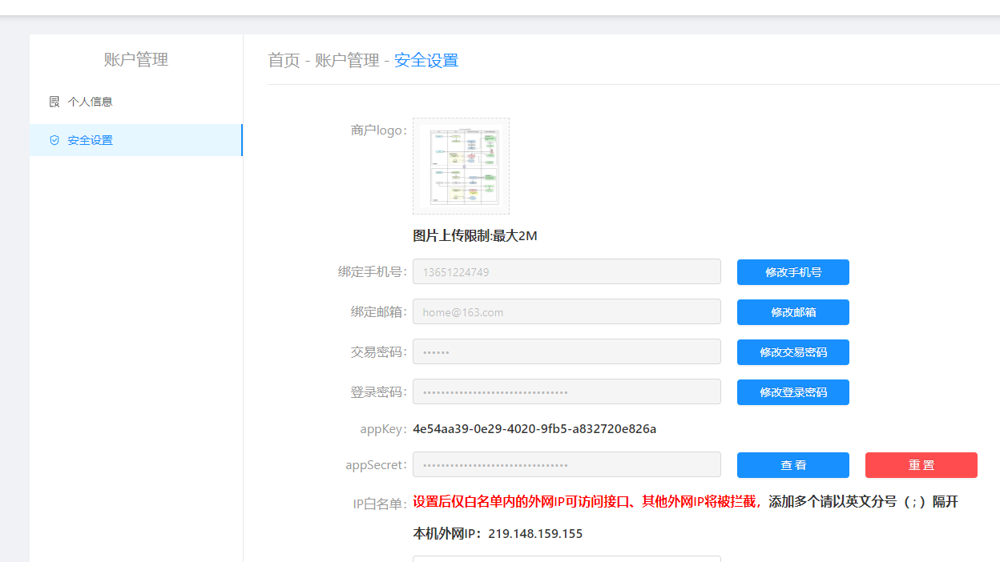 账户管理
个人信息
安全设置
首页 - 账户管理 - 安全设置
商户logo:
图片上传限制:最大2M
绑定手机号: 13651224749 修改手机号
绑定邮箱: home@163.com 修改邮箱
交易密码: •••••• 修改交易密码
登录密码: •••••••••••••••••••••••••••••••• 修改登录密码
appKey: 4e54aa39-0e29-4020-9fb5-a832720e826a
appSecret: •••••••••••••••••••••••••••••••• 查 看 重 置
IP白名单: 设置后仅白名单内的外网IP可访问接口、其他外网IP将被拦截，添加多个请以英文分号（ ; ）隔开
本机外网IP：219.148.159.155